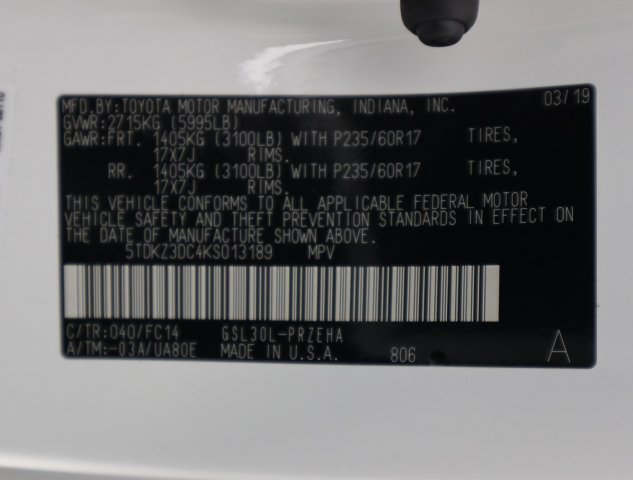 MFD.BY:TOYOTA MOTOR MANUFACTURING, INDIANA, INC. 03/19
GVWR:2715KG (5995LB)
GAWR:FRT. 1405KG (3100LB) WITH P235/60R17 TIRES,
17X7J RIMS.
RR. 1405KG (3100LB) WITH P235/60R17 TIRES,
17X7J RIMS.
THIS VEHICLE CONFORMS TO ALL APPLICABLE FEDERAL MOTOR
VEHICLE SAFETY AND THEFT PREVENTION STANDARDS IN EFFECT ON
THE DATE OF MANUFACTURE SHOWN ABOVE.
5TDKZ3DC4KS013189 MPV
C/TR:040/FC14 GSL30L-PRZEHA
A/TM:-03A/UA80E MADE IN U.S.A. 806 A